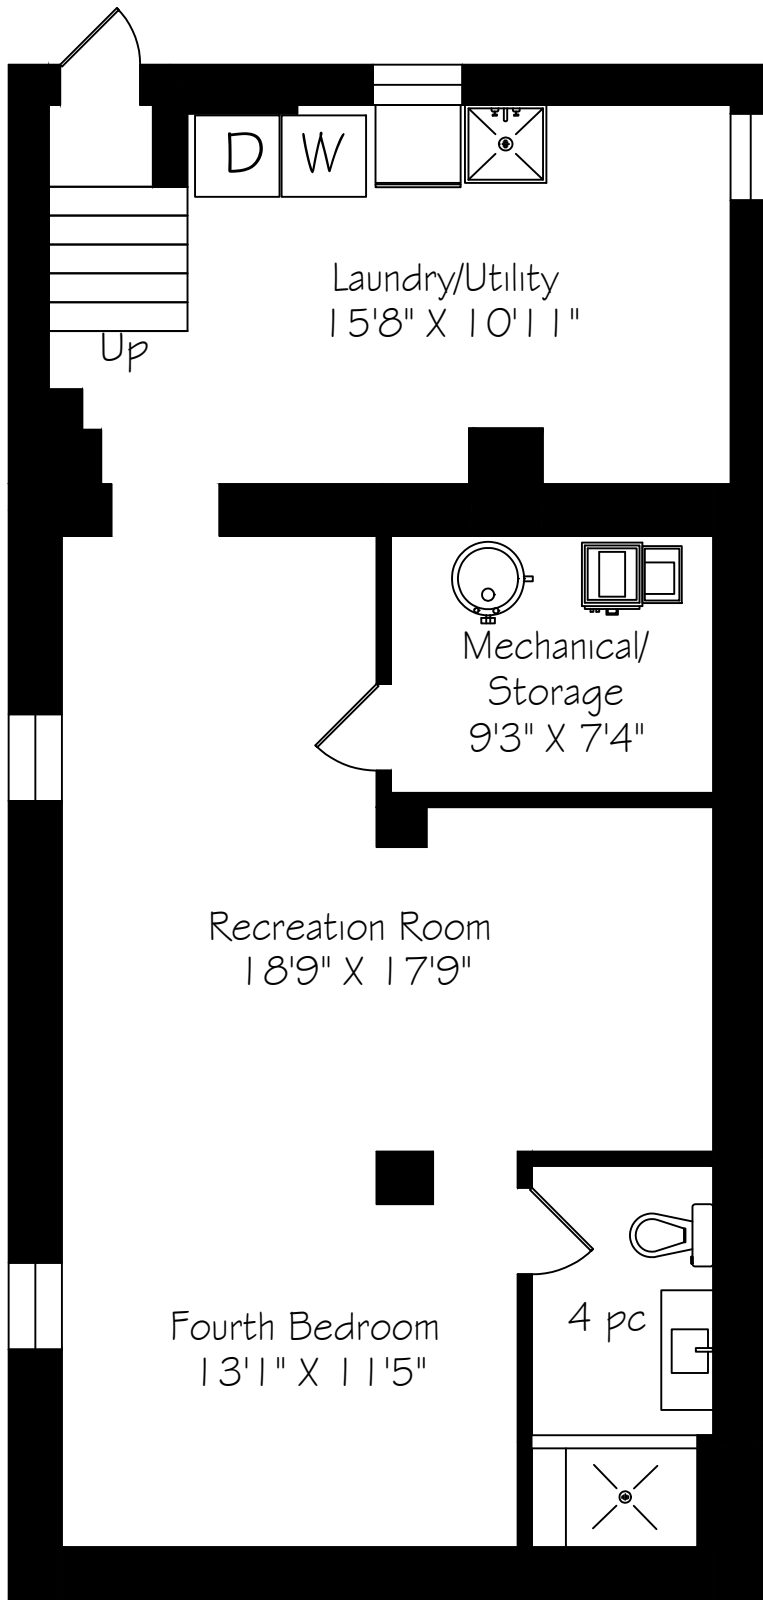 D W
Laundry/Utility
15'8" X 10'11"
Up
Mechanical/
Storage
9'3" X 7'4"
Recreation Room
18'9" X 17'9"
4 pc
Fourth Bedroom
13'1" X 11'5"